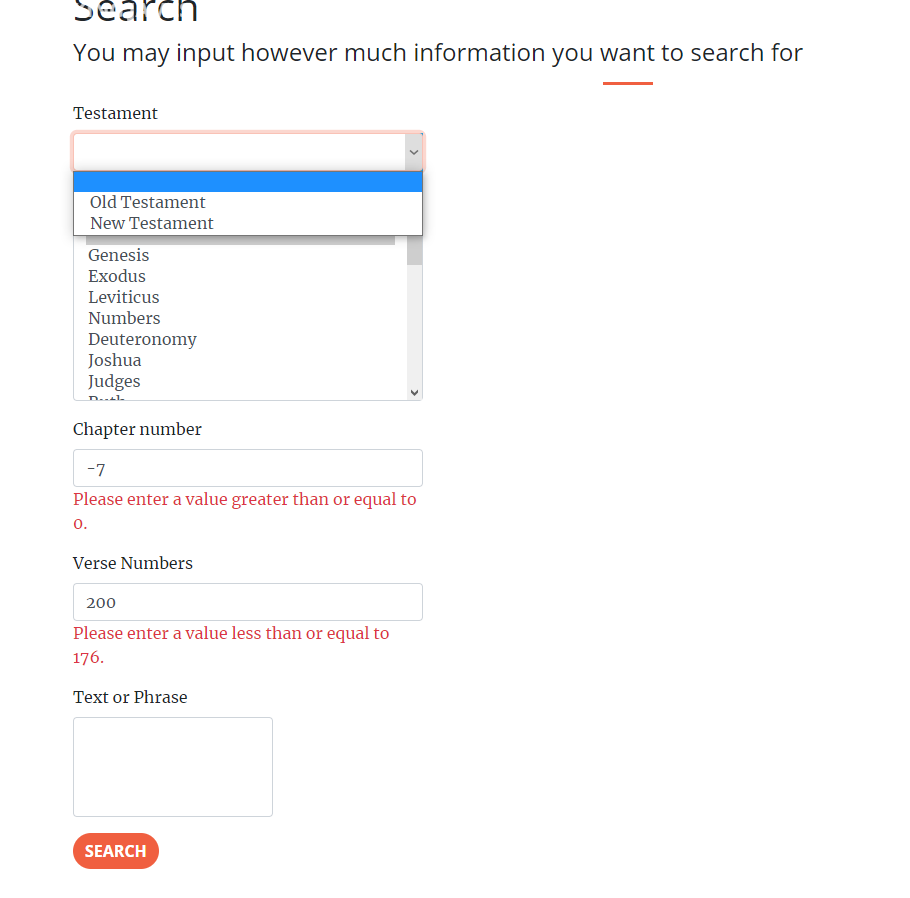 Search
You may input however much information you want to search for
Testament
Old Testament
New Testament
Genesis
Exodus
Leviticus
Numbers
Deuteronomy
Joshua
Judges
Ruth
Chapter number
-7
Please enter a value greater than or equal to
0.
Verse Numbers
200
Please enter a value less than or equal to
176.
Text or Phrase
SEARCH